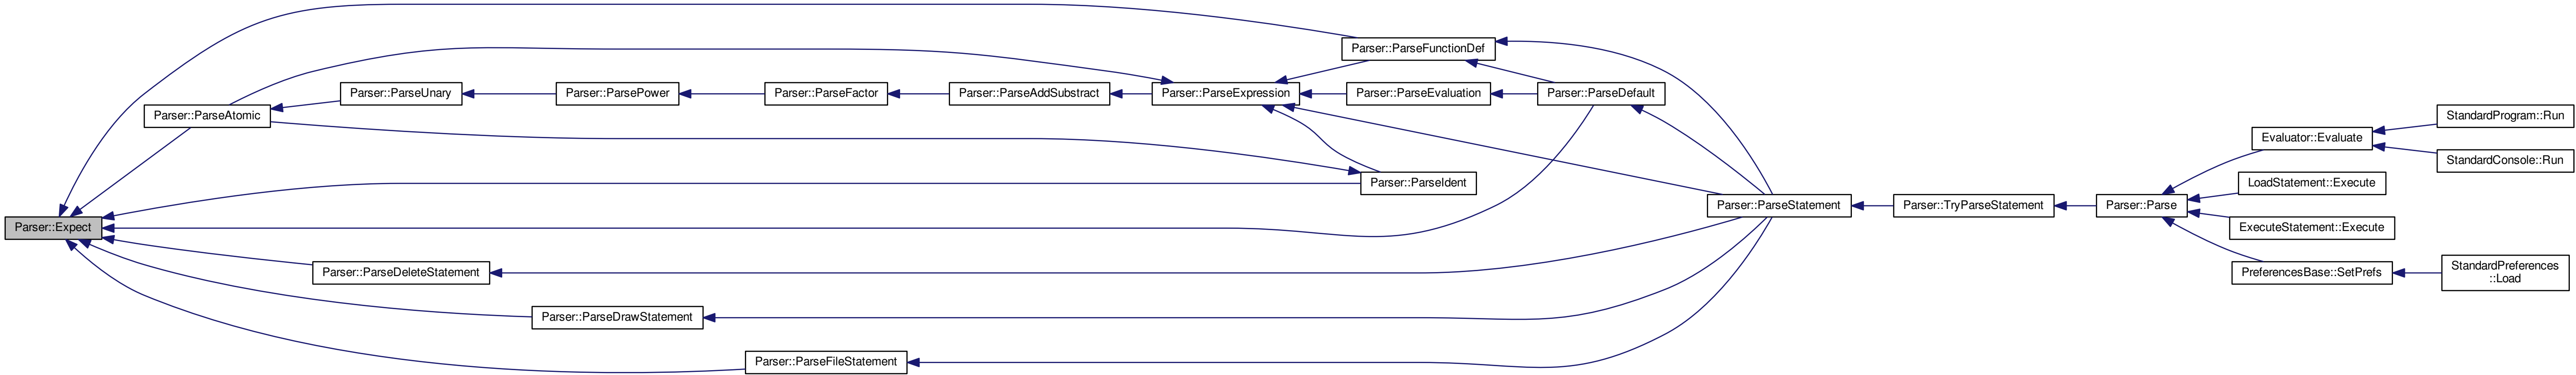 Parser::Expect
Parser::ParseAtomic
Parser::ParseUnary
Parser::ParsePower
Parser::ParseFactor
Parser::ParseAddSubstract
Parser::ParseExpression
Parser::ParseFunctionDef
Parser::ParseEvaluation
Parser::ParseDefault
Parser::ParseIdent
Parser::ParseDeleteStatement
Parser::ParseDrawStatement
Parser::ParseFileStatement
Parser::ParseStatement
Parser::TryParseStatement
Parser::Parse
Evaluator::Evaluate
LoadStatement::Execute
ExecuteStatement::Execute
PreferencesBase::SetPrefs
StandardProgram::Run
StandardConsole::Run
StandardPreferences
::Load